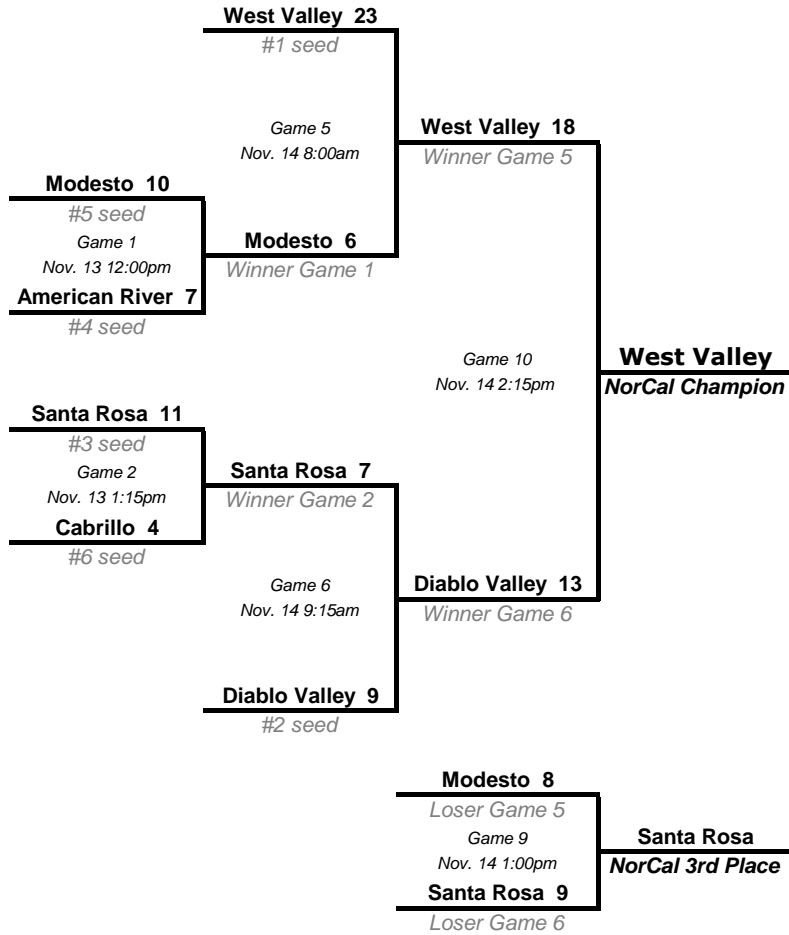 West Valley 23
#1 seed
Game 5
Nov. 14 8:00am
West Valley 18
Winner Game 5
Modesto 10
#5 seed
Game 1
Nov. 13 12:00pm
Modesto 6
Winner Game 1
American River 7
#4 seed
Game 10
Nov. 14 2:15pm
West Valley
NorCal Champion
Santa Rosa 11
#3 seed
Game 2
Nov. 13 1:15pm
Santa Rosa 7
Winner Game 2
Cabrillo 4
#6 seed
Game 6
Nov. 14 9:15am
Diablo Valley 13
Winner Game 6
Diablo Valley 9
#2 seed
Modesto 8
Loser Game 5
Game 9
Nov. 14 1:00pm
Santa Rosa
NorCal 3rd Place
Santa Rosa 9
Loser Game 6